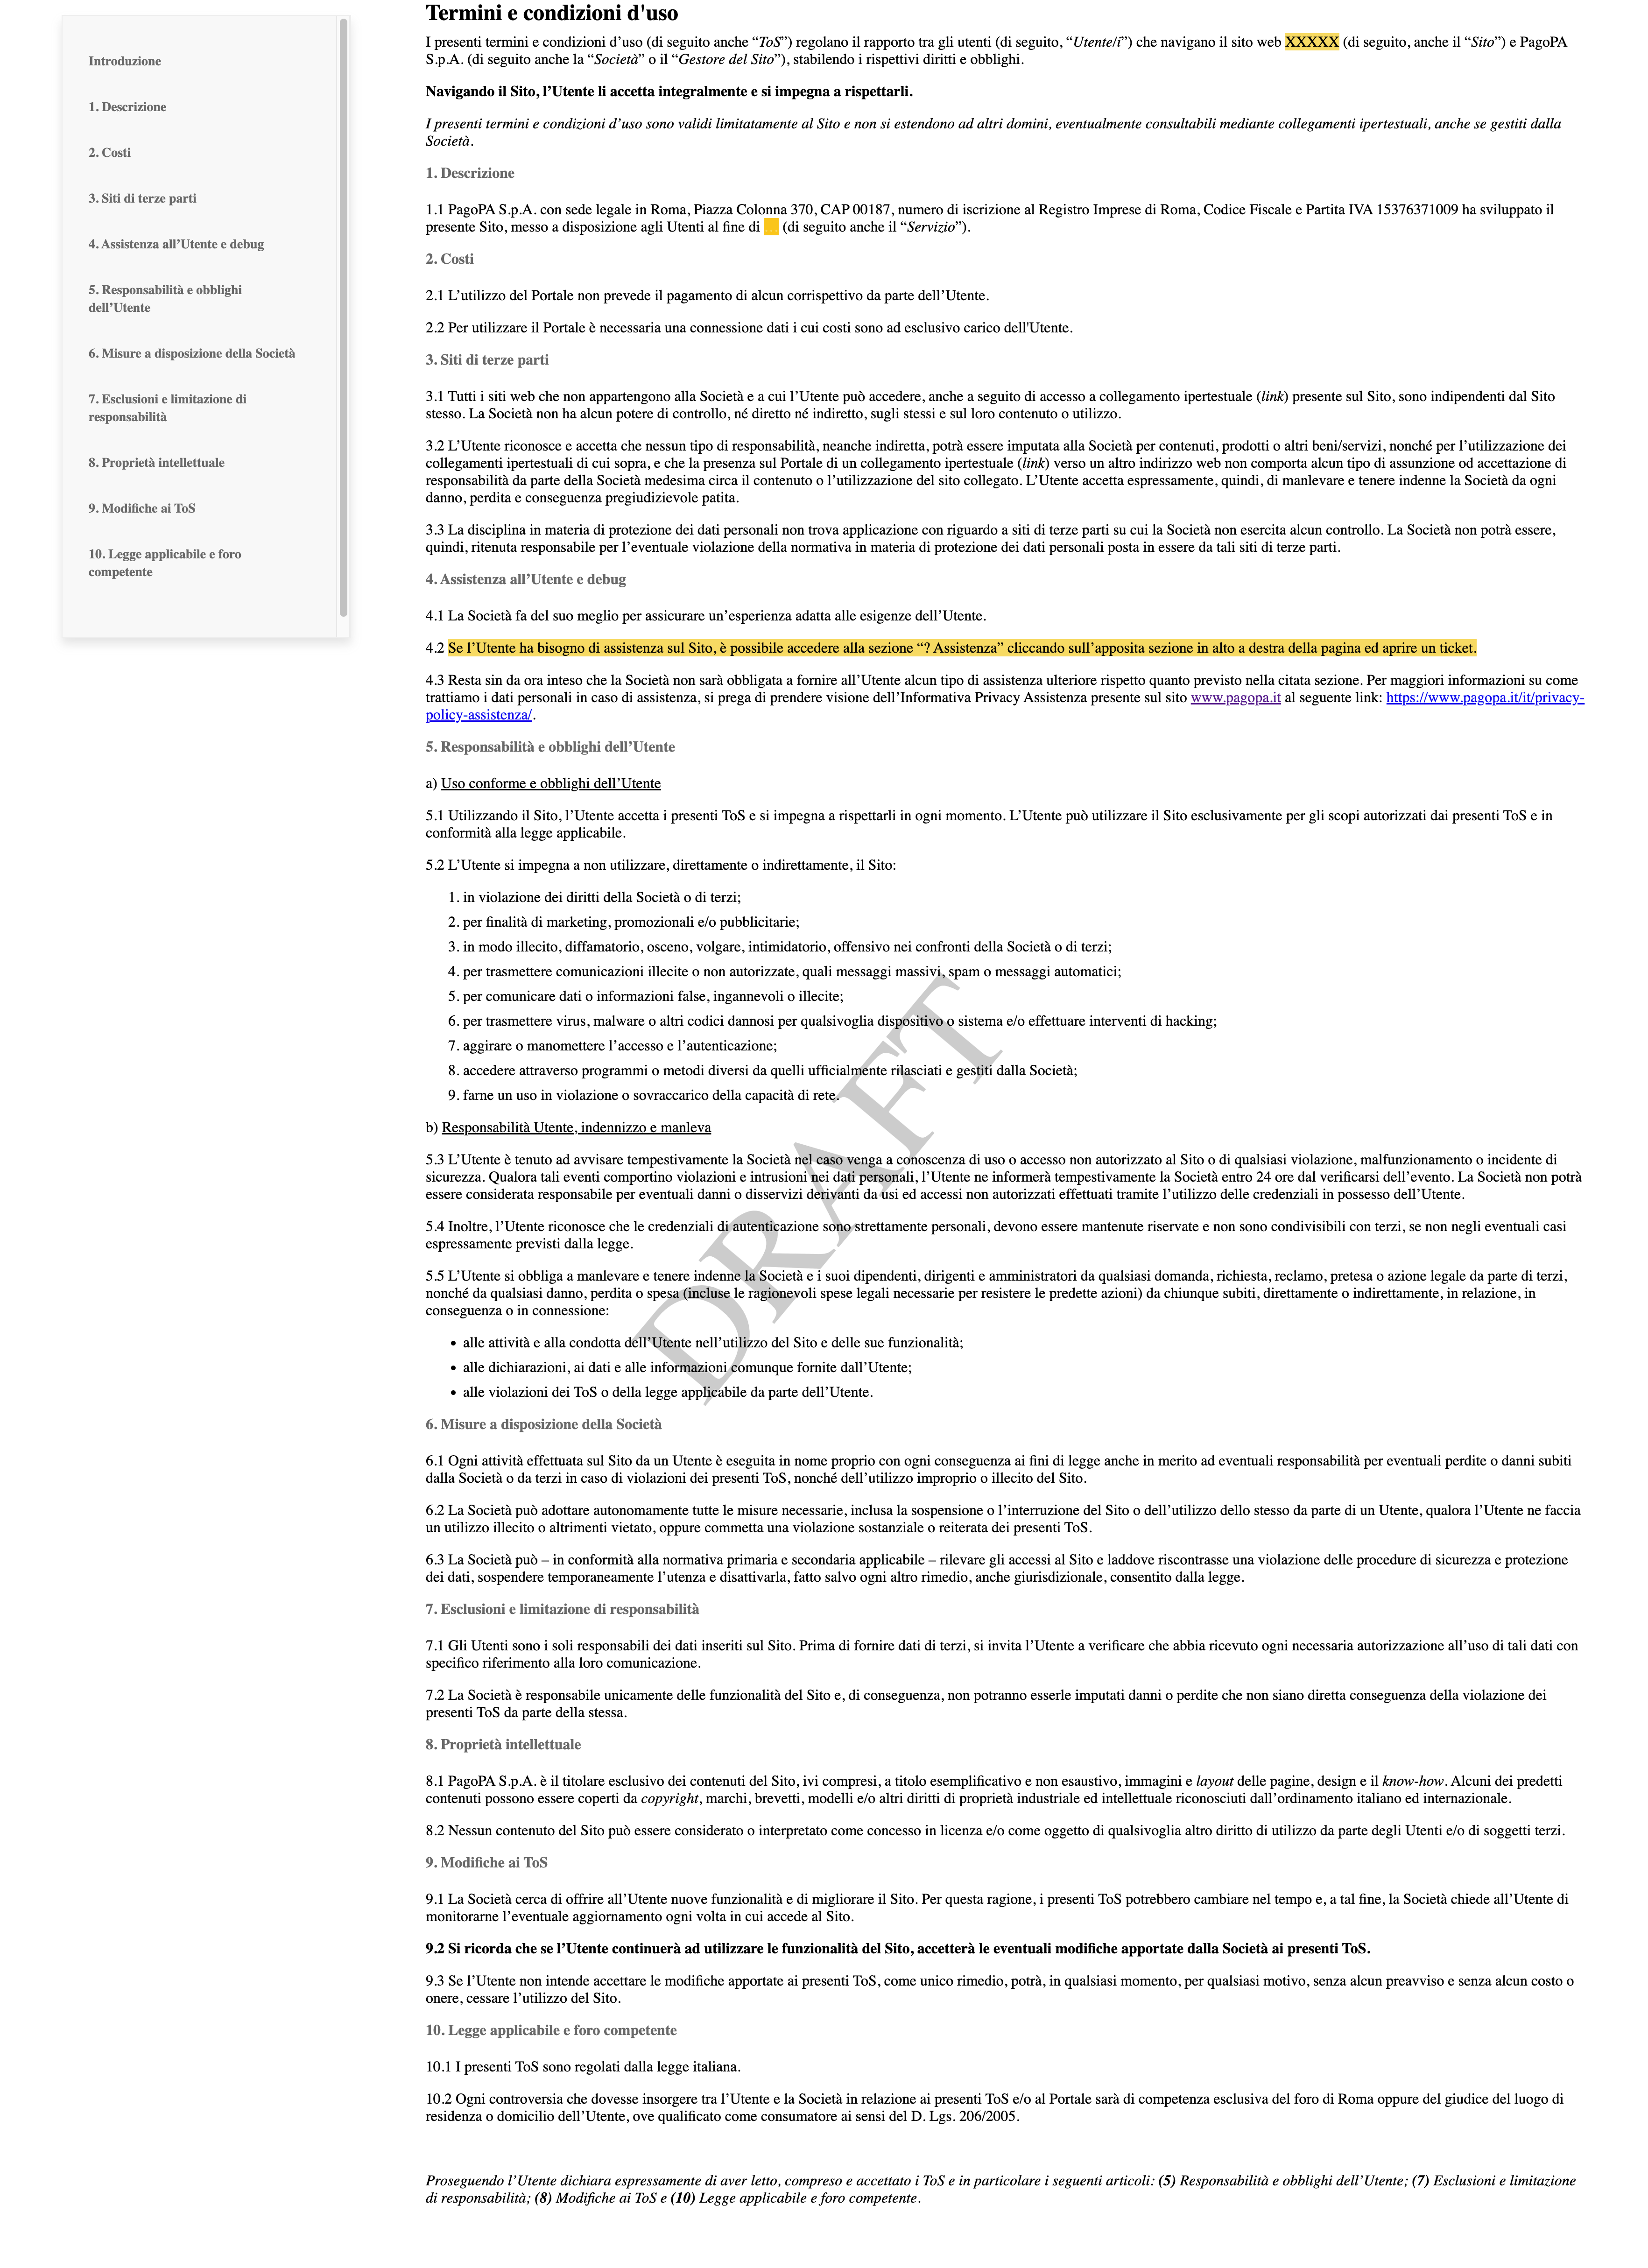 Introduzione
1. Descrizione
2. Costi
3. Siti di terze parti
4. Assistenza all’Utente e debug
5. Responsabilità e obblighi
dell’Utente
6. Misure a disposizione della Società
7. Esclusioni e limitazione di
responsabilità
8. Proprietà intellettuale
9. Modifiche ai ToS
10. Legge applicabile e foro
competente
Termini e condizioni d'uso
I presenti termini e condizioni d’uso (di seguito anche “ToS”) regolano il rapporto tra gli utenti (di seguito, “Utente/i”) che navigano il sito web XXXXX (di seguito, anche il “Sito”) e PagoPA
S.p.A. (di seguito anche la “Società” o il “Gestore del Sito”), stabilendo i rispettivi diritti e obblighi.
Navigando il Sito, l’Utente li accetta integralmente e si impegna a rispettarli.
I presenti termini e condizioni d’uso sono validi limitatamente al Sito e non si estendono ad altri domini, eventualmente consultabili mediante collegamenti ipertestuali, anche se gestiti dalla
Società.
1. Descrizione
1.1 PagoPA S.p.A. con sede legale in Roma, Piazza Colonna 370, CAP 00187, numero di iscrizione al Registro Imprese di Roma, Codice Fiscale e Partita IVA 15376371009 ha sviluppato il
presente Sito, messo a disposizione agli Utenti al fine di (di seguito anche il “Servizio”).
2. Costi
2.1 L’utilizzo del Portale non prevede il pagamento di alcun corrispettivo da parte dell’Utente.
2.2 Per utilizzare il Portale è necessaria una connessione dati i cui costi sono ad esclusivo carico dell'Utente.
3. Siti di terze parti
3.1 Tutti i siti web che non appartengono alla Società e a cui l’Utente può accedere, anche a seguito di accesso a collegamento ipertestuale (link) presente sul Sito, sono indipendenti dal Sito
stesso. La Società non ha alcun potere di controllo, né diretto né indiretto, sugli stessi e sul loro contenuto o utilizzo.
3.2 L’Utente riconosce e accetta che nessun tipo di responsabilità, neanche indiretta, potrà essere imputata alla Società per contenuti, prodotti o altri beni/servizi, nonché per l’utilizzazione dei
collegamenti ipertestuali di cui sopra, e che la presenza sul Portale di un collegamento ipertestuale (link) verso un altro indirizzo web non comporta alcun tipo di assunzione od accettazione di
responsabilità da parte della Società medesima circa il contenuto o l’utilizzazione del sito collegato. L’Utente accetta espressamente, quindi, di manlevare e tenere indenne la Società da ogni
danno, perdita e conseguenza pregiudizievole patita.
3.3 La disciplina in materia di protezione dei dati personali non trova applicazione con riguardo a siti di terze parti su cui la Società non esercita alcun controllo. La Società non potrà essere,
quindi, ritenuta responsabile per l’eventuale violazione della normativa in materia di protezione dei dati personali posta in essere da tali siti di terze parti.
4. Assistenza all’Utente e debug
4.1 La Società fa del suo meglio per assicurare un’esperienza adatta alle esigenze dell’Utente.
4.2 Se l’Utente ha bisogno di assistenza sul Sito, è possibile accedere alla sezione “? Assistenza” cliccando sull’apposita sezione in alto a destra della pagina ed aprire un ticket.
4.3 Resta sin da ora inteso che la Società non sarà obbligata a fornire all’Utente alcun tipo di assistenza ulteriore rispetto quanto previsto nella citata sezione. Per maggiori informazioni su come
trattiamo i dati personali in caso di assistenza, si prega di prendere visione dell’Informativa Privacy Assistenza presente sul sito www.pagopa.it al seguente link: https://www.pagopa.it/it/privacy-
policy-assistenza/.
5. Responsabilità e obblighi dell’Utente
a) Uso conforme e obblighi dell’Utente
5.1 Utilizzando il Sito, l’Utente accetta i presenti ToS e si impegna a rispettarli in ogni momento. L’Utente può utilizzare il Sito esclusivamente per gli scopi autorizzati dai presenti ToS e in
conformità alla legge applicabile.
5.2 L’Utente si impegna a non utilizzare, direttamente o indirettamente, il Sito:
1. in violazione dei diritti della Società o di terzi;
2. per finalità di marketing, promozionali e/o pubblicitarie;
3. in modo illecito, diffamatorio, osceno, volgare, intimidatorio, offensivo nei confronti della Società o di terzi;
4. per trasmettere comunicazioni illecite o non autorizzate, quali messaggi massivi, spam o messaggi automatici;
5. per comunicare dati o informazioni false, ingannevoli o illecite;
6. per trasmettere virus, malware o altri codici dannosi per qualsivoglia dispositivo o sistema e/o effettuare interventi di hacking;
7. aggirare o manomettere l’accesso e l’autenticazione;
8. accedere attraverso programmi o metodi diversi da quelli ufficialmente rilasciati e gestiti dalla Società;
9. farne un uso in violazione o sovraccarico della capacità di rete.
b) Responsabilità Utente, indennizzo e manleva
5.3 L’Utente è tenuto ad avvisare tempestivamente la Società nel caso venga a conoscenza di uso o accesso non autorizzato al Sito o di qualsiasi violazione, malfunzionamento o incidente di
sicurezza. Qualora tali eventi comportino violazioni e intrusioni nei dati personali, l’Utente ne informerà tempestivamente la Società entro 24 ore dal verificarsi dell’evento. La Società non potrà
essere considerata responsabile per eventuali danni o disservizi derivanti da usi ed accessi non autorizzati effettuati tramite l’utilizzo delle credenziali in possesso dell’Utente.
5.4 Inoltre, l’Utente riconosce che le credenziali di autenticazione sono strettamente personali, devono essere mantenute riservate e non sono condivisibili con terzi, se non negli eventuali casi
espressamente previsti dalla legge.
5.5 L’Utente si obbliga a manlevare e tenere indenne la Società e i suoi dipendenti, dirigenti e amministratori da qualsiasi domanda, richiesta, reclamo, pretesa o azione legale da parte di terzi,
nonché da qualsiasi danno, perdita o spesa (incluse le ragionevoli spese legali necessarie per resistere le predette azioni) da chiunque subiti, direttamente o indirettamente, in relazione, in
conseguenza o in connessione:
• alle attività e alla condotta dell’Utente nell’utilizzo del Sito e delle sue funzionalità;
• alle dichiarazioni, ai dati e alle informazioni comunque fornite dall’Utente;
• alle violazioni dei ToS o della legge applicabile da parte dell’Utente.
DRAFT
6. Misure a disposizione della Società
6.1 Ogni attività effettuata sul Sito da un Utente è eseguita in nome proprio con ogni conseguenza ai fini di legge anche in merito ad eventuali responsabilità per eventuali perdite o danni subiti
dalla Società o da terzi in caso di violazioni dei presenti ToS, nonché dell’utilizzo improprio o illecito del Sito.
6.2 La Società può adottare autonomamente tutte le misure necessarie, inclusa la sospensione o l’interruzione del Sito o dell’utilizzo dello stesso da parte di un Utente, qualora l’Utente ne faccia
un utilizzo illecito o altrimenti vietato, oppure commetta una violazione sostanziale o reiterata dei presenti ToS.
6.3 La Società può – in conformità alla normativa primaria e secondaria applicabile – rilevare gli accessi al Sito e laddove riscontrasse una violazione delle procedure di sicurezza e protezione
dei dati, sospendere temporaneamente l’utenza e disattivarla, fatto salvo ogni altro rimedio, anche giurisdizionale, consentito dalla legge.
7. Esclusioni e limitazione di responsabilità
7.1 Gli Utenti sono i soli responsabili dei dati inseriti sul Sito. Prima di fornire dati di terzi, si invita l’Utente a verificare che abbia ricevuto ogni necessaria autorizzazione all’uso di tali dati con
specifico riferimento alla loro comunicazione.
7.2 La Società è responsabile unicamente delle funzionalità del Sito e, di conseguenza, non potranno esserle imputati danni o perdite che non siano diretta conseguenza della violazione dei
presenti ToS da parte della stessa.
8. Proprietà intellettuale
8.1 PagoPA S.p.A. è il titolare esclusivo dei contenuti del Sito, ivi compresi, a titolo esemplificativo e non esaustivo, immagini e layout delle pagine, design e il know-how. Alcuni dei predetti
contenuti possono essere coperti da copyright, marchi, brevetti, modelli e/o altri diritti di proprietà industriale ed intellettuale riconosciuti dall’ordinamento italiano ed internazionale.
8.2 Nessun contenuto del Sito può essere considerato o interpretato come concesso in licenza e/o come oggetto di qualsivoglia altro diritto di utilizzo da parte degli Utenti e/o di soggetti terzi.
9. Modifiche ai ToS
9.1 La Società cerca di offrire all’Utente nuove funzionalità e di migliorare il Sito. Per questa ragione, i presenti ToS potrebbero cambiare nel tempo e, a tal fine, la Società chiede all’Utente di
monitorarne l’eventuale aggiornamento ogni volta in cui accede al Sito.
9.2 Si ricorda che se l’Utente continuerà ad utilizzare le funzionalità del Sito, accetterà le eventuali modifiche apportate dalla Società ai presenti ToS.
9.3 Se l’Utente non intende accettare le modifiche apportate ai presenti ToS, come unico rimedio, potrà, in qualsiasi momento, per qualsiasi motivo, senza alcun preavviso e senza alcun costo o
onere, cessare l’utilizzo del Sito.
10. Legge applicabile e foro competente
10.1 I presenti ToS sono regolati dalla legge italiana.
10.2 Ogni controversia che dovesse insorgere tra l’Utente e la Società in relazione ai presenti ToS e/o al Portale sarà di competenza esclusiva del foro di Roma oppure del giudice del luogo di
residenza o domicilio dell’Utente, ove qualificato come consumatore ai sensi del D. Lgs. 206/2005.
Proseguendo l’Utente dichiara espressamente di aver letto, compreso e accettato i ToS e in particolare i seguenti articoli: (5) Responsabilità e obblighi dell’Utente; (7) Esclusioni e limitazione
di responsabilità; (8) Modifiche ai ToS e (10) Legge applicabile e foro competente.